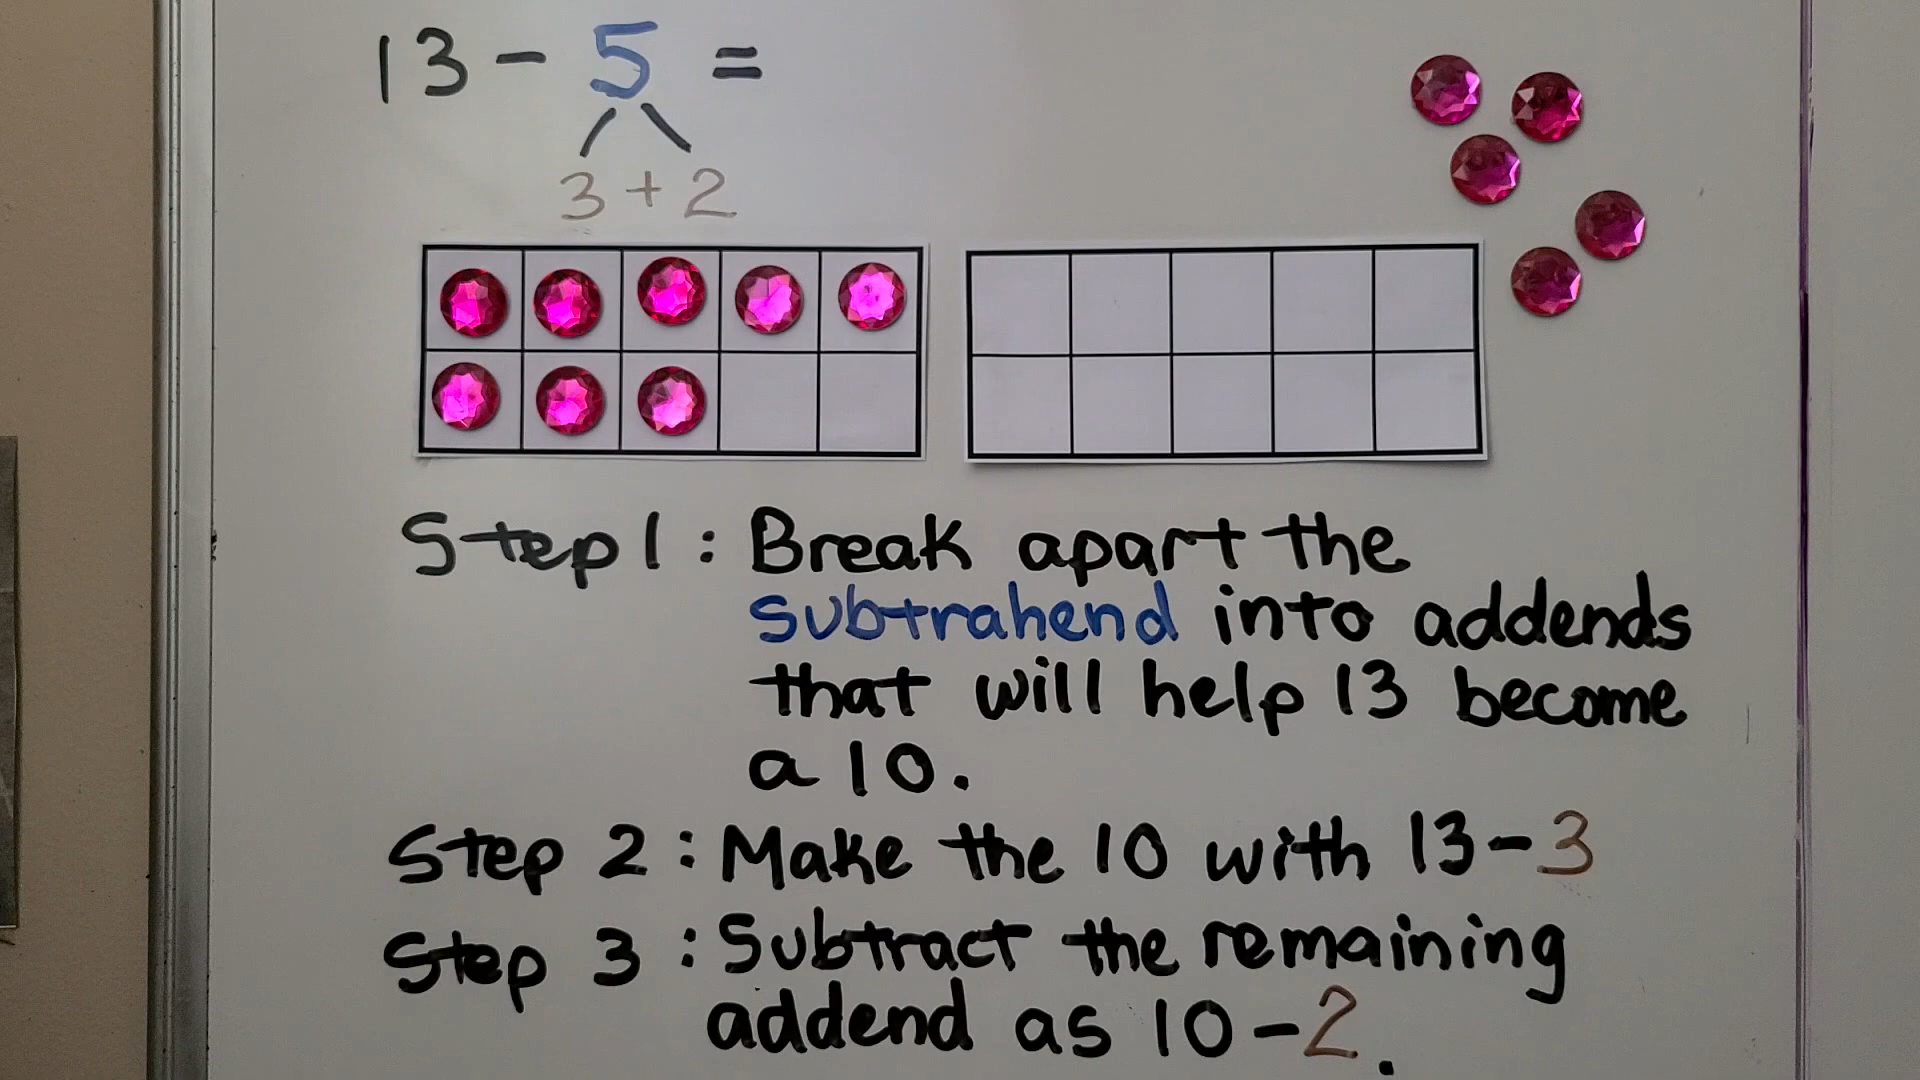 13 - 5 =
3 + 2
Step 1 : Break apart the
subtrahend into addends
that will help 13 become
a 10.
Step 2 : Make the 10 with 13-3
Step 3 : Subtract the remaining
addend as 10-2.